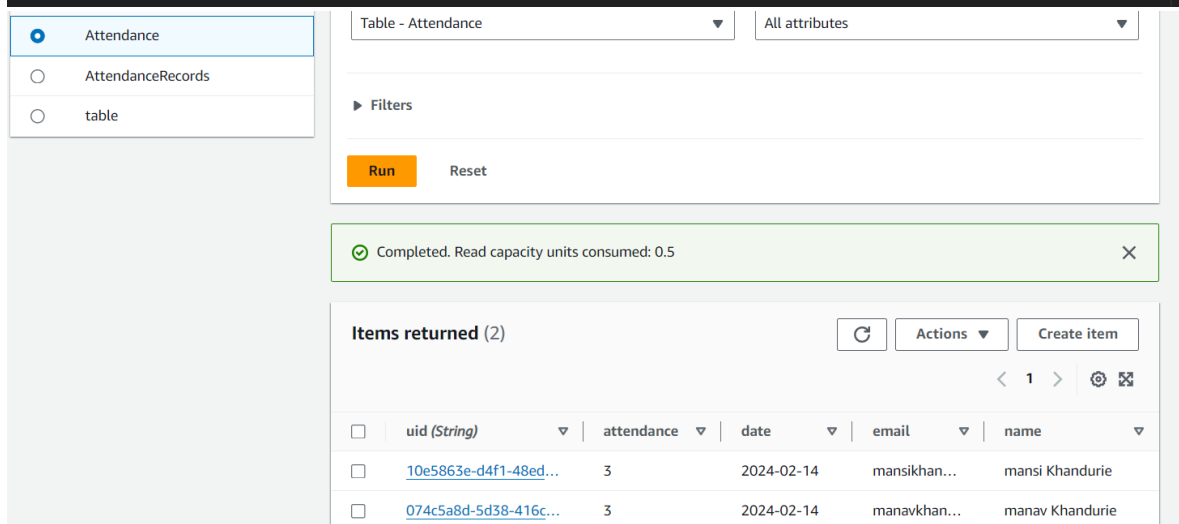 Attendance
AttendanceRecords
table
Table - Attendance
All attributes
Filters
Run Reset
Completed. Read capacity units consumed: 0.5
Items returned (2)
Actions
Create item
1
uid (String) attendance date email name
10e5863e-d4f1-48ed... 3 2024-02-14 mansikhan... mansi Khandurie
074c5a8d-5d38-416c... 3 2024-02-14 manavkhan... manav Khandurie